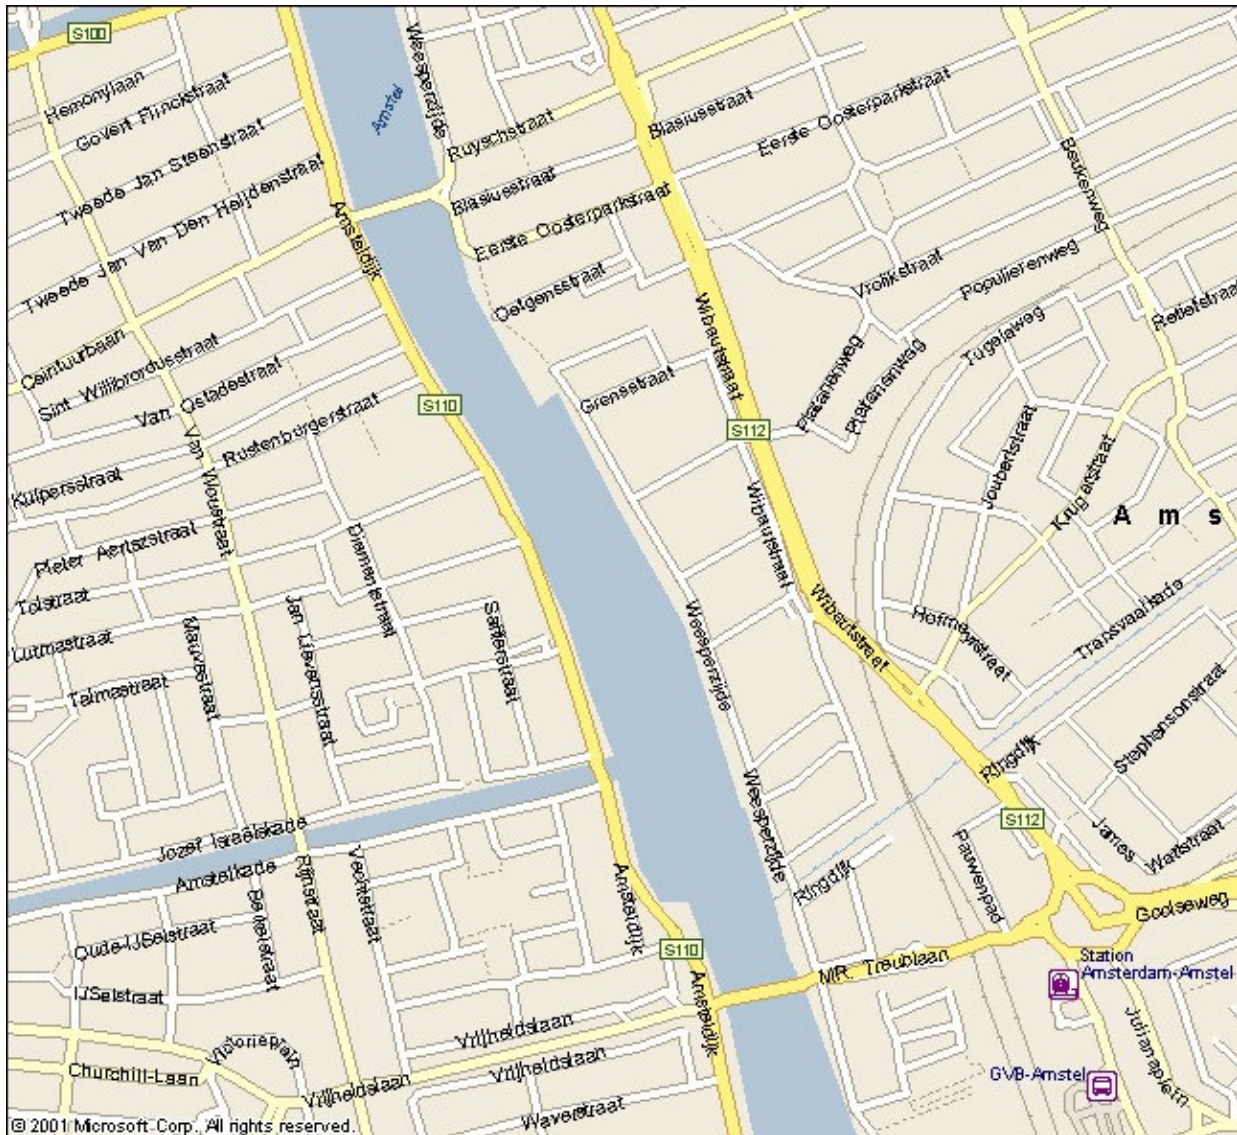 S100
Weesperzijde
Hemonylaan
Govert Flinckstraat
Amstel
Ruyschstraat
Blasiusstraat
Eerste Oosterparkstraat
Beukenweg
Tweede Jan Steenstraat
Tweede Jan Van Den Heijdenstraat
Amsteldijk
Blasiusstraat
Eerste Oosterparkstraat
Oetgensstraat
Vrolikstraat
Populierenweg
Retiefstraat
Tugelaweg
Wibautstraat
Ceintuurbaan
Sint Willibrordusstraat
Van Ostadestraat
Rustenburgerstraat
S110
Grensstraat
Platanenweg
Platanenweg
S112
Joubertstraat
Krugerstraat
Van Woustraat
Kuipersstraat
A m s
Pieter Aertszstraat
Diamantstraat
Wibautstraat
Tolstraat
Wibautstraat
Hofmeyrstraat
Transvaalkade
Lutmastraat
Mauvestraat
Jan Lievensstraat
Saffierstraat
Weesperzijde
Talmastraat
Stephensonstraat
Ringdijk
Weesperzijde
S112
Jozef Israëlskade
Amstelkade
Rijnstraat
Vechtstraat
Berkelstraat
Amsteldijk
Ringdijk
Pauwenpad
James
Wattstraat
Gooiseweg
Oude-IJSelstraat
S110
MR. Treublaan
Station
Amsterdam-Amstel
IJSelstraat
Amsteldijk
Julianaplein
Victorieplein
Vrijheidslaan
Churchill-Laan
Vrijheidslaan
Vrijheidslaan
GVB-Amstel
Waverstraat
© 2001 Microsoft Corp. All rights reserved.